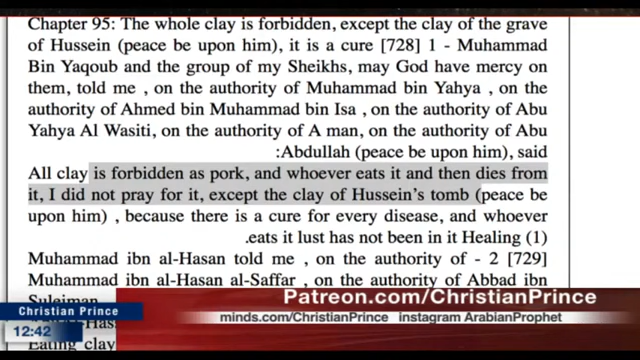 Chapter 95: The whole clay is forbidden, except the clay of the grave
of Hussein (peace be upon him), it is a cure [728] 1 - Muhammad
Bin Yaqoub and the group of my Sheikhs, may God have mercy on
them, told me , on the authority of Muhammad bin Yahya , on the
authority of Ahmed bin Muhammad bin Isa , on the authority of Abu
Yahya Al Wasiti, on the authority of A man, on the authority of Abu
:Abdullah (peace be upon him), said
All clay is forbidden as pork, and whoever eats it and then dies from
it, I did not pray for it, except the clay of Hussein's tomb (peace be
upon him) , because there is a cure for every disease, and whoever
.eats it lust has not been in it Healing (1)
Muhammad ibn al-Hasan told me , on the authority of - 2 [729]
Muhammad ibn al-Hasan al-Saffar , on the authority of Abbad ibn
Suleiman
Patreon.com/ChristianPrince
Christian Prince
minds.com/ChristianPrince instagram ArabianProphet
12:42
Eating clay